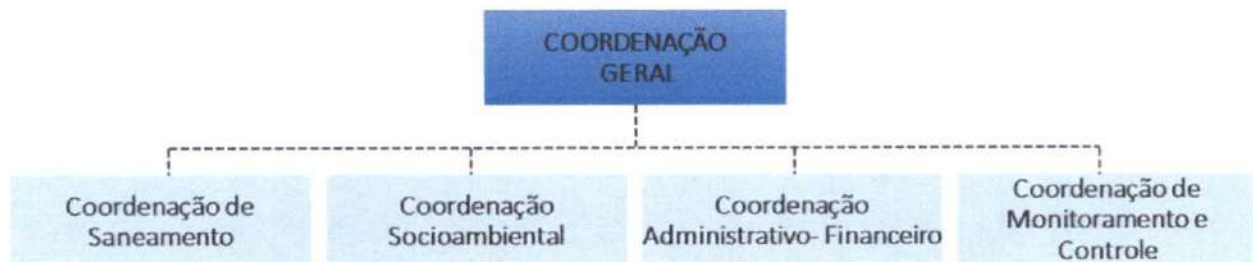 COORDENAÇÃO
GERAL
Coordenação de
Saneamento
Coordenação
Socioambiental
Coordenação
Administrativo- Financeiro
Coordenação de
Monitoramento e
Controle